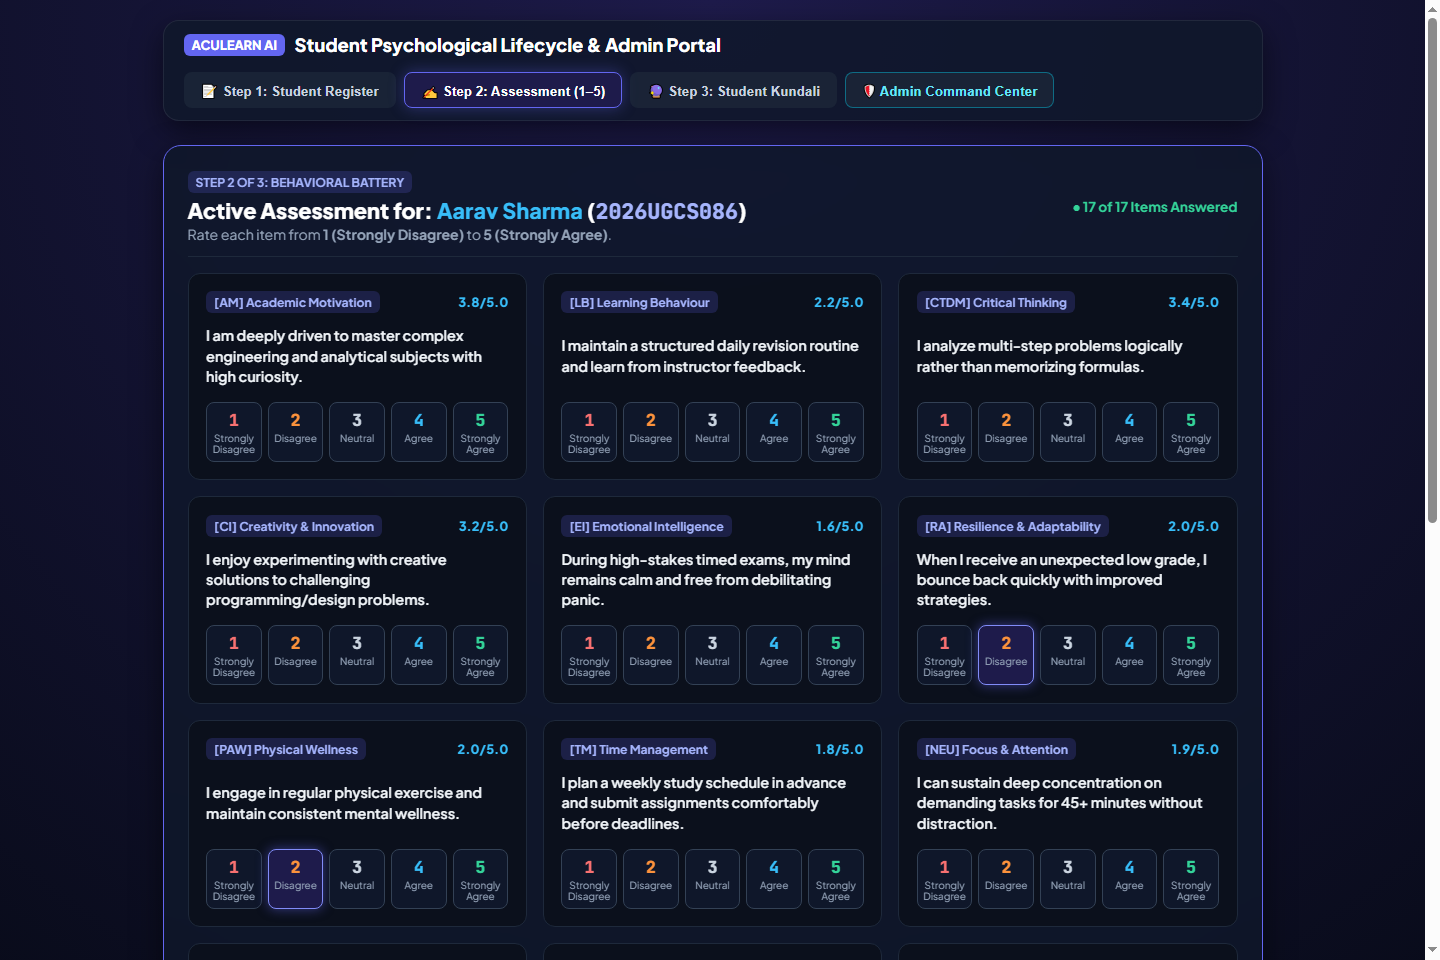 ACULEARN AI Student Psychological Lifecycle & Admin Portal
📝 Step 1: Student Register
✍️ Step 2: Assessment (1–5)
🔮 Step 3: Student Kundali
🛡️ Admin Command Center
STEP 2 OF 3: BEHAVIORAL BATTERY
Active Assessment for: Aarav Sharma (2026UGCS086)
● 17 of 17 Items Answered
Rate each item from 1 (Strongly Disagree) to 5 (Strongly Agree).
[AM] Academic Motivation
3.8/5.0
I am deeply driven to master complex
engineering and analytical subjects with
high curiosity.
1 Strongly Disagree
2 Disagree
3 Neutral
4 Agree
5 Strongly Agree
[LB] Learning Behaviour
2.2/5.0
I maintain a structured daily revision routine
and learn from instructor feedback.
1 Strongly Disagree
2 Disagree
3 Neutral
4 Agree
5 Strongly Agree
[CTDM] Critical Thinking
3.4/5.0
I analyze multi-step problems logically
rather than memorizing formulas.
1 Strongly Disagree
2 Disagree
3 Neutral
4 Agree
5 Strongly Agree
[CI] Creativity & Innovation
3.2/5.0
I enjoy experimenting with creative
solutions to challenging
programming/design problems.
1 Strongly Disagree
2 Disagree
3 Neutral
4 Agree
5 Strongly Agree
[EI] Emotional Intelligence
1.6/5.0
During high-stakes timed exams, my mind
remains calm and free from debilitating
panic.
1 Strongly Disagree
2 Disagree
3 Neutral
4 Agree
5 Strongly Agree
[RA] Resilience & Adaptability
2.0/5.0
When I receive an unexpected low grade, I
bounce back quickly with improved
strategies.
1 Strongly Disagree
2 Disagree
3 Neutral
4 Agree
5 Strongly Agree
[PAW] Physical Wellness
2.0/5.0
I engage in regular physical exercise and
maintain consistent mental wellness.
1 Strongly Disagree
2 Disagree
3 Neutral
4 Agree
5 Strongly Agree
[TM] Time Management
1.8/5.0
I plan a weekly study schedule in advance
and submit assignments comfortably
before deadlines.
1 Strongly Disagree
2 Disagree
3 Neutral
4 Agree
5 Strongly Agree
[NEU] Focus & Attention
1.9/5.0
I can sustain deep concentration on
demanding tasks for 45+ minutes without
distraction.
1 Strongly Disagree
2 Disagree
3 Neutral
4 Agree
5 Strongly Agree